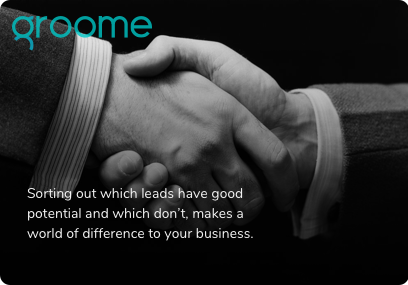 groome
Sorting out which leads have good
potential and which don't, makes a
world of difference to your business.